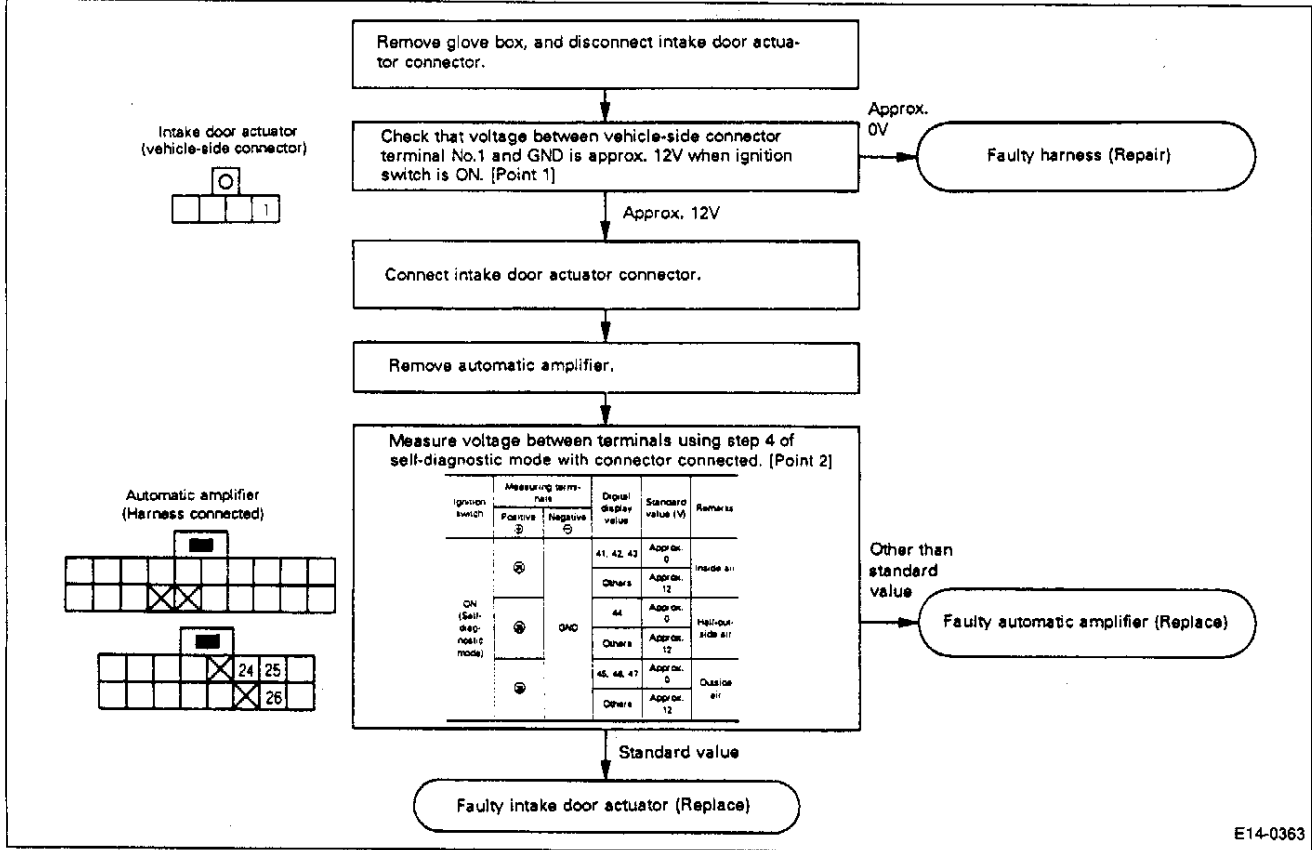 Remove glove box, and disconnect intake door actua-
tor connector.
Approx.
0V
Intake door actuator
(vehicle-side connector)
1
Check that voltage between vehicle-side connector
terminal No.1 and GND is approx. 12V when ignition
switch is ON. [Point 1]
Faulty harness (Repair)
Approx. 12V
Connect intake door actuator connector.
Remove automatic amplifier.
Measure voltage between terminals using step 4 of
self-diagnostic mode with connector connected. [Point 2]
Automatic amplifier
(Harness connected)
24 25
26
Ignition
switch
Measuring termi-
nals
Positive
⊕
Negative
⊖
Digital
display
value
Standard
value (V)
Remarks
ON
(Self-
diag-
nostic
mode)
GND
41, 42, 43
Approx.
0
Inside air
Others
Approx.
12
44
Approx.
0
Half-out-
side air
Others
Approx.
12
45, 46, 47
Approx.
0
Outside
air
Others
Approx.
12
Other than
standard
value
Faulty automatic amplifier (Replace)
Standard value
Faulty intake door actuator (Replace)
E14-0363